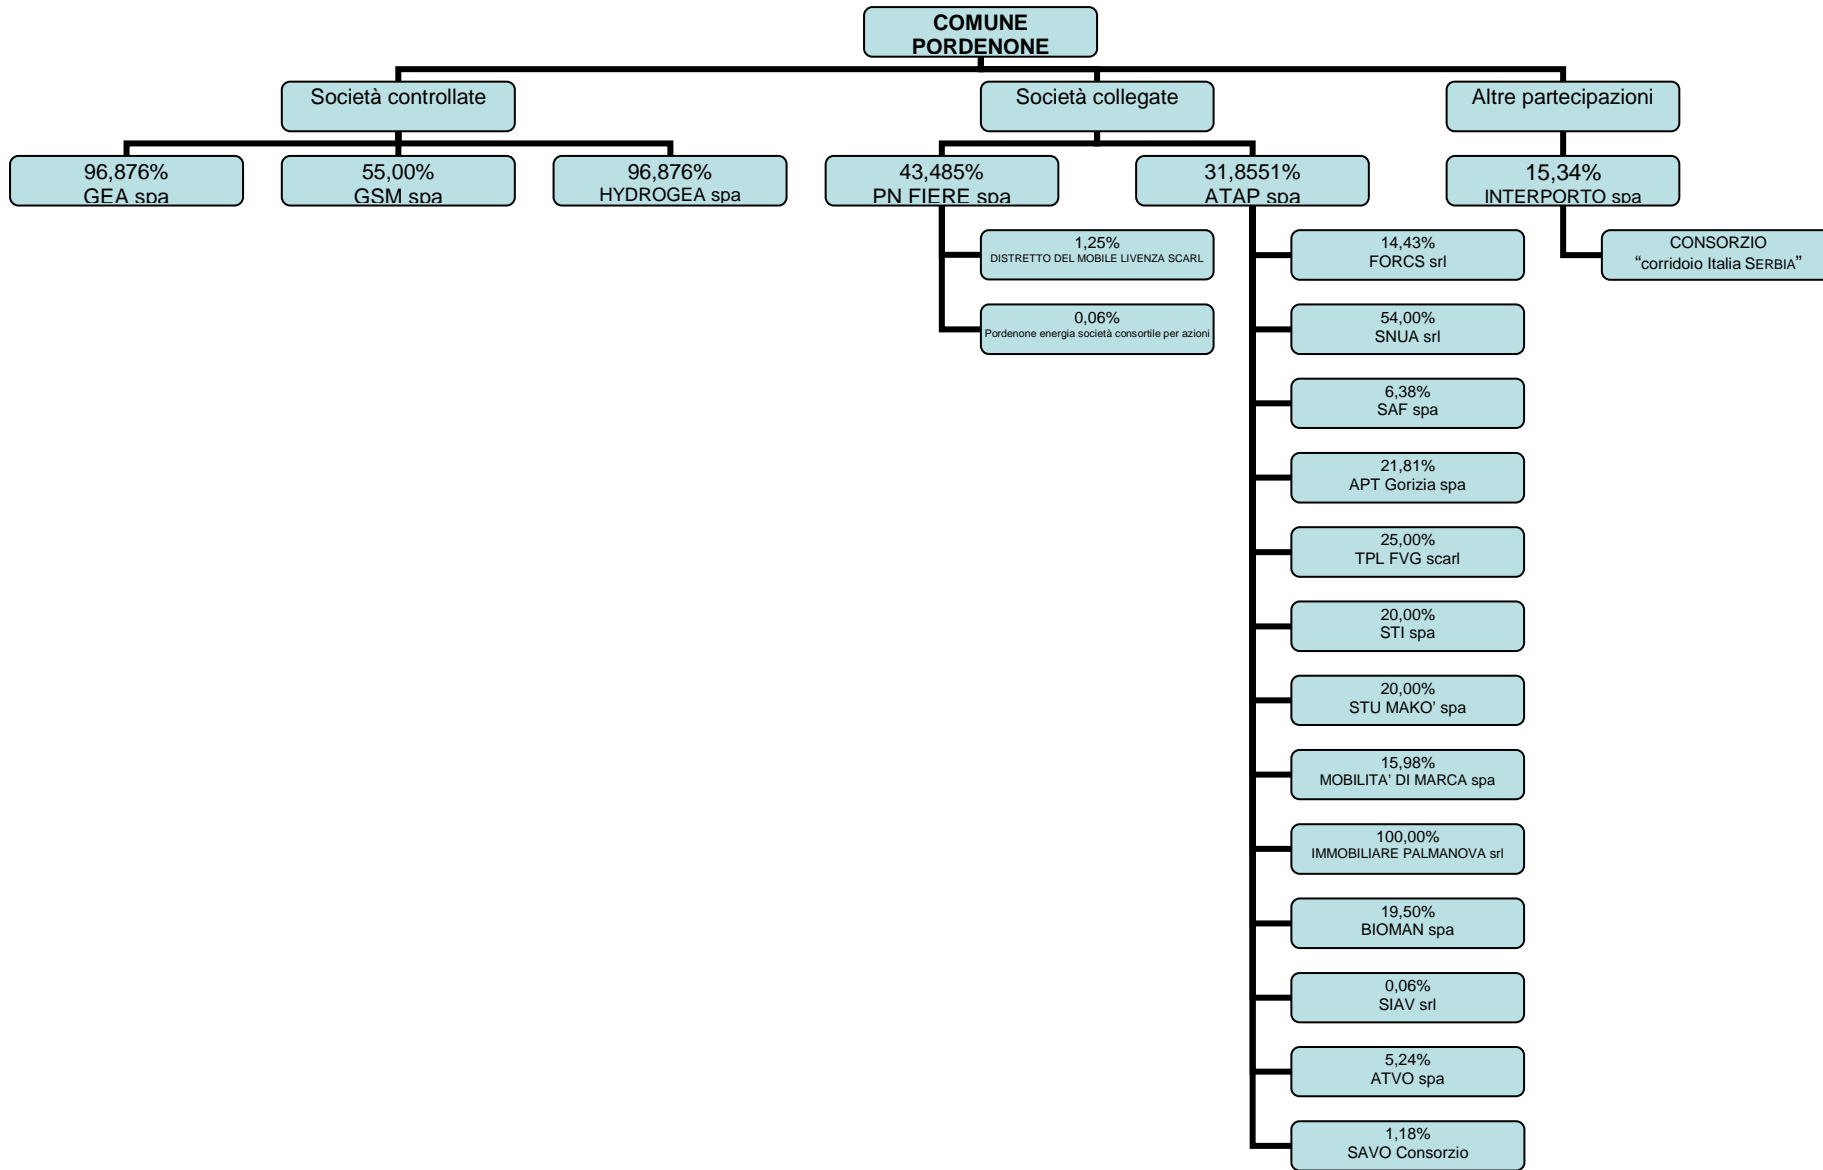 COMUNE
PORDENONE
Società controllate
Società collegate
Altre partecipazioni
96,876%
GEA spa
55,00%
GSM spa
96,876%
HYDROGEA spa
43,485%
PN FIERE spa
31,8551%
ATAP spa
15,34%
INTERPORTO spa
1,25%
DISTRETTO DEL MOBILE LIVENZA SCARL
0,06%
Pordenone energia società consortile per azioni
14,43%
FORCS srl
54,00%
SNUA srl
6,38%
SAF spa
21,81%
APT Gorizia spa
25,00%
TPL FVG scarl
20,00%
STI spa
20,00%
STU MAKO’ spa
15,98%
MOBILITA’ DI MARCA spa
100,00%
IMMOBILIARE PALMANOVA srl
19,50%
BIOMAN spa
0,06%
SIAV srl
5,24%
ATVO spa
1,18%
SAVO Consorzio
CONSORZIO
“corridoio Italia SERBIA”